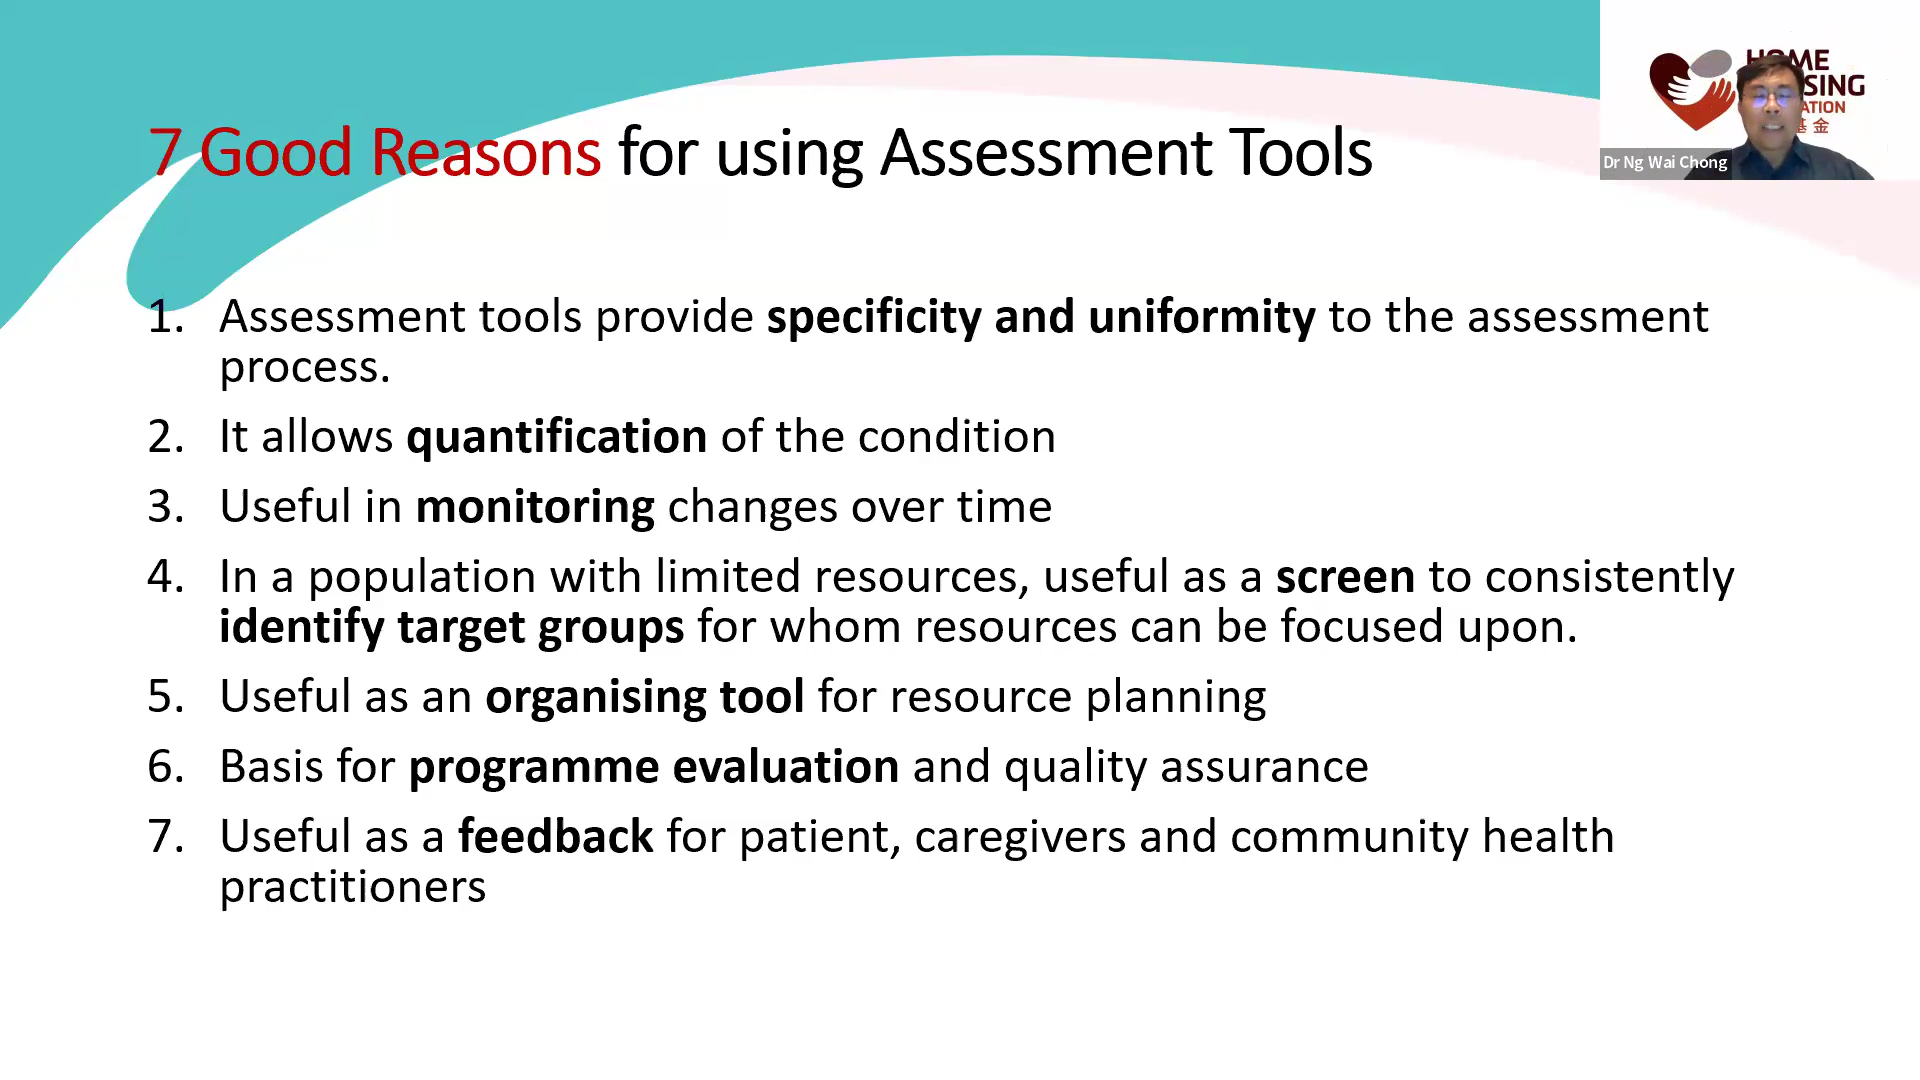 7 Good Reasons for using Assessment Tools
1. Assessment tools provide specificity and uniformity to the assessment
process.
2. It allows quantification of the condition
3. Useful in monitoring changes over time
4. In a population with limited resources, useful as a screen to consistently
identify target groups for whom resources can be focused upon.
5. Useful as an organising tool for resource planning
6. Basis for programme evaluation and quality assurance
7. Useful as a feedback for patient, caregivers and community health
practitioners
HOME
基金
Dr Ng Wai Chong